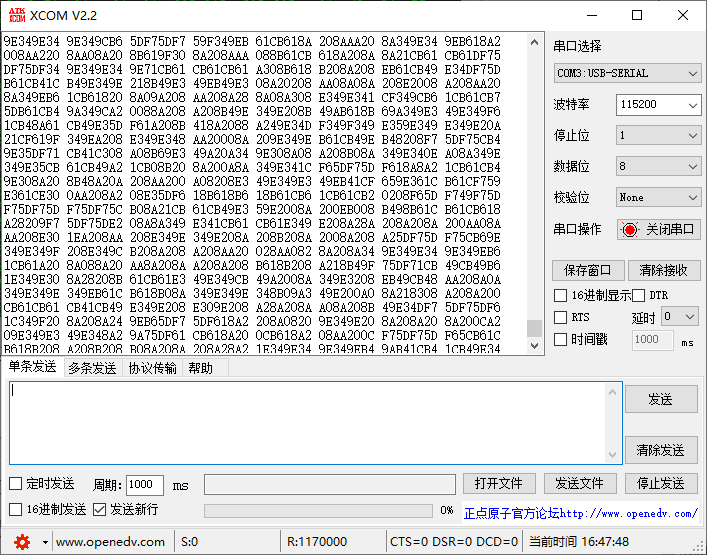 XCOM V2.2
9E349E34 9E349CB6 5DF75DF7 59F349EB 61CB618A 208AAA20 8A349E34 9EB618A2
008AA220 8AA08A20 8B619F30 8A208AAA 088B61CB 618A208A 8A21CB61 CB61DF75
DF75DF34 9E349E34 9E71CB61 CB61CB61 A308B618 B208A208 EB61CB49 E34DF75D
B61CB41C B49E349E 218B49E3 49EB49E3 08A20208 AA08A08A 208E2008 A208AA20
8A349EB6 1CB61820 8A09A208 AA208A28 8A08A308 E349E341 CF349CB6 1CB61CB7
5DB61CB4 9A349CA2 0088A208 A208B49E 349E208B 49AB618B 69A349E3 49E349F6
1CB48A61 CB49E35D F61A208B 418A2088 A249E34D F349F349 E359E349 E349E20A
21CF619F 349EA208 E349E348 AA20008A 209E349E B61CB49E B48208F7 5DF75CB4
9E35DF71 CB41C308 A08B69E3 49A20A34 9E308A08 A208B08A 349E340E A08A349E
349E35CB 61CB49A2 1CB08B20 8A200A8A 349E341C F65DF75D F618A8A2 1CB61CB4
9E308A20 8B48A20A 208AA200 A08208E3 49E349E3 49EB41CF 659E361C B61CF759
E361CE30 0AA208A2 08E35DF6 18B618B6 18B61CB6 1CB61CB2 0208F65D F749F75D
F75DF75D F75DF75C B08A21CB 61CB49E3 59E2008A 200EB008 B498B61C B61CB618
A28209F7 5DF75DE2 08A8A349 E341CB61 CB61E349 E208A28A 208A208A 200AA08A
AA208E30 1EA208AA 208E349E 349E208A 208B208A 2008A208 A25DF75D F75CB69E
349E349F 208E349C B208A208 AA208A20 028AA082 8A208A34 9E349EB4 9E349CB6
1CB61A20 8A088A20 AA8A208A A208A208 B618B208 A218B49F 75DF71CB 49CB49B6
1E349E30 8A28208B 61CB61E3 49E349CB 49A2008A 349E3208 EB49CB48 AA208A0A
349E349E 349EB61C B618B08A 349E349E 348B09A3 49E200A0 8A218308 A208A200
CB61CB61 CB41CB49 E349E208 E309E208 A28A208A A08A208B 49E34DF7 5DF75DF6
1C349F20 8A208A24 9EB65DF7 5DF618A2 208A0820 9E349E20 8A208A20 8A200CA2
09E349E3 49E348A2 9A75DF61 CB618A20 0CB618A2 08AA200C F75DF75D F65CB61C
B618B208 A208B208 B08A208A 208A28A2 1E349E34 9E349EB4 9AB41CB4 1CB49E34
串口选择
COM3:USB-SERIAL
波特率 115200
停止位 1
数据位 8
校验位 None
串口操作 关闭串口
保存窗口 清除接收
16进制显示 DTR
RTS 延时 0
时间戳 1000 ms
单条发送 多条发送 协议传输 帮助
发送
清除发送
定时发送 周期: 1000 ms 打开文件 发送文件 停止发送
16进制发送 发送新行 0% 正点原子官方论坛http://www.openedv.com/
www.openedv.com S:0 R:1170000 CTS=0 DSR=0 DCD=0 当前时间 16:47:48